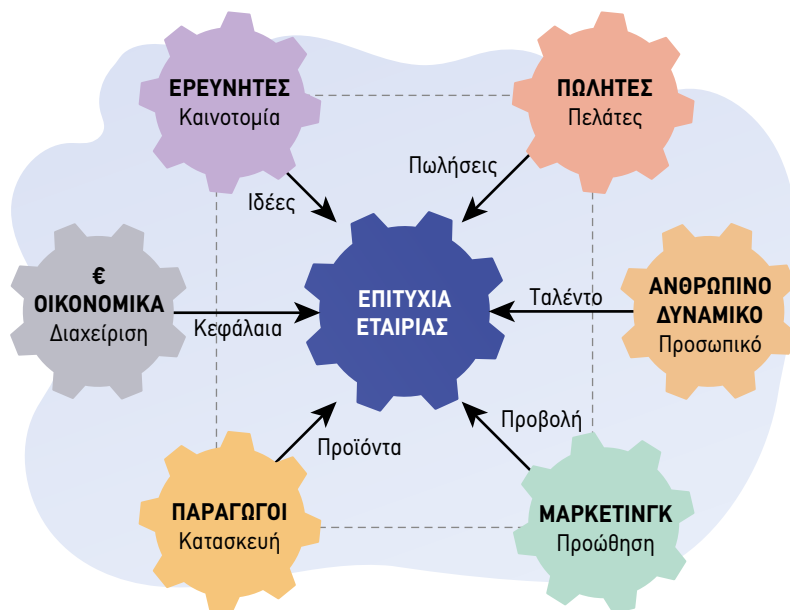 ΕΡΕΥΝΗΤΕΣ
Καινοτομία
ΠΩΛΗΤΕΣ
Πελάτες
Ιδέες
Πωλήσεις
€
ΟΙΚΟΝΟΜΙΚΑ
Διαχείριση
Κεφάλαια
ΕΠΙΤΥΧΙΑ
ΕΤΑΙΡΙΑΣ
Ταλέντο
ΑΝΘΡΩΠΙΝΟ
ΔΥΝΑΜΙΚΟ
Προσωπικό
Προϊόντα
Προβολή
ΠΑΡΑΓΩΓΟΙ
Κατασκευή
ΜΑΡΚΕΤΙΝΓΚ
Προώθηση